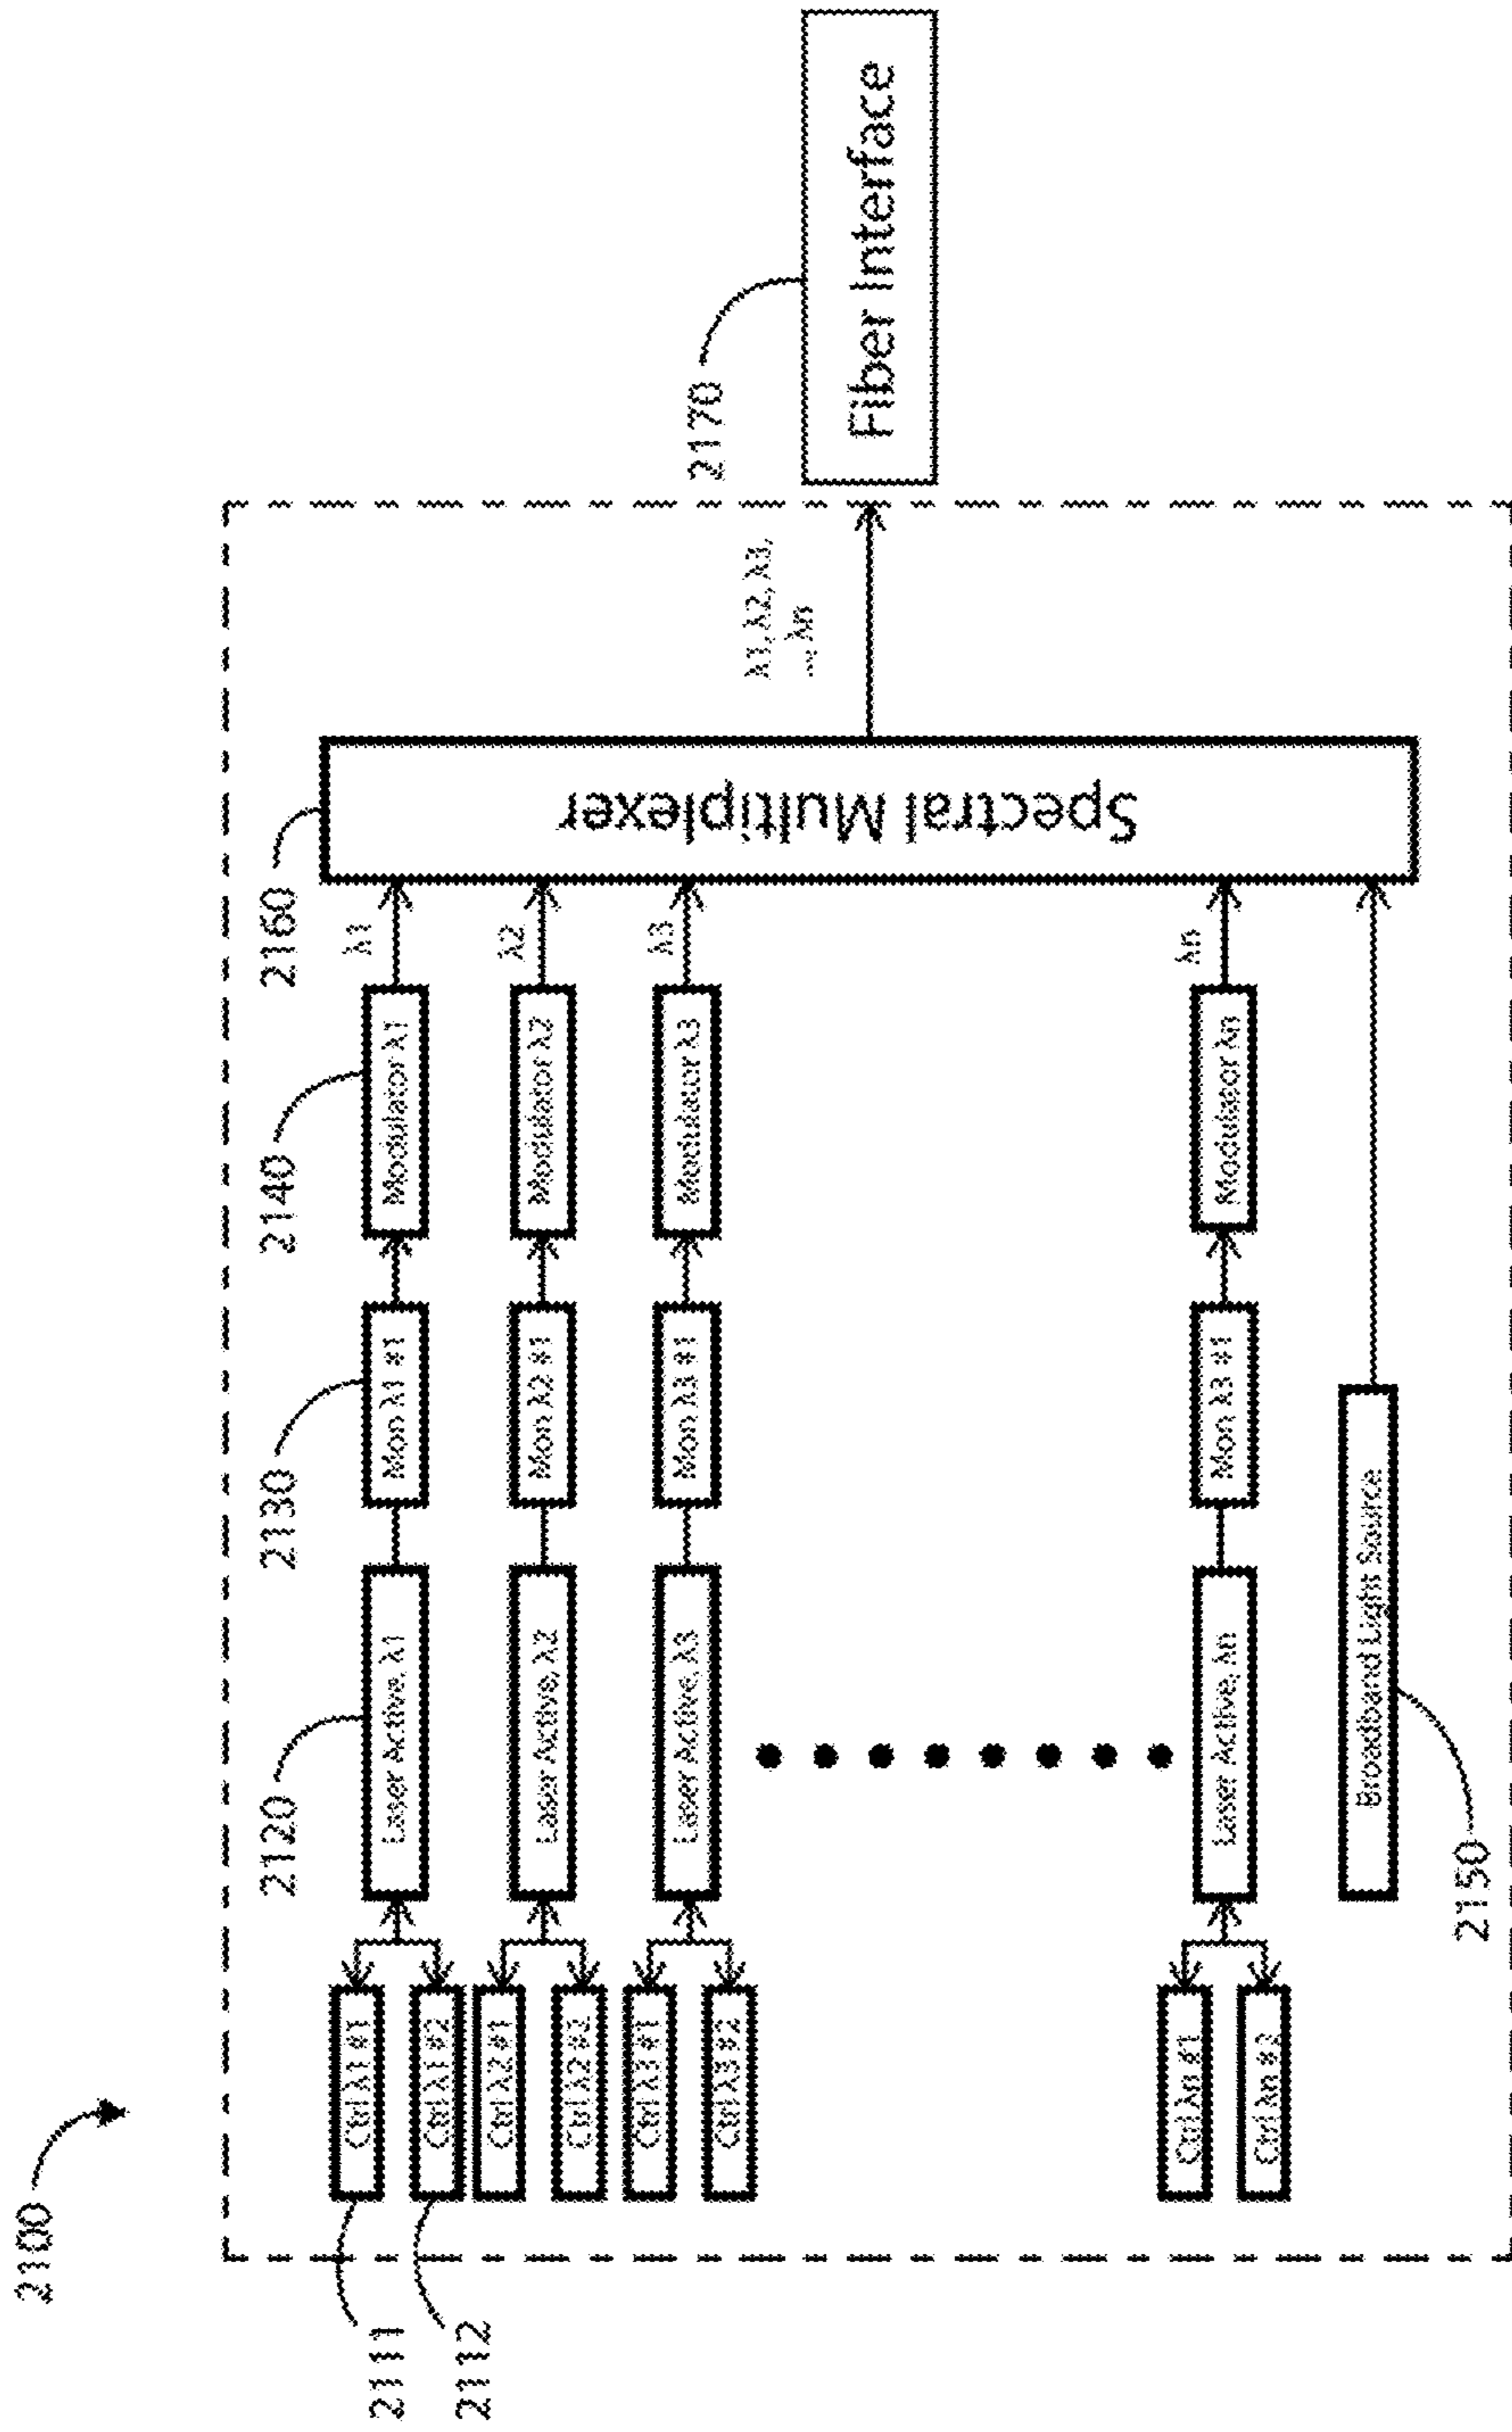 2100
2111
2112
Ctrl λ1 #1
Ctrl λ1 #2
Ctrl λ2 #1
Ctrl λ2 #2
Ctrl λ3 #1
Ctrl λ3 #2
Ctrl λn #1
Ctrl λn #2
2120
Laser Active, λ1
Laser Active, λ2
Laser Active, λ3
Laser Active, λn
Broadband Light Source
2150
2130
Mon λ1 #1
Mon λ2 #1
Mon λ3 #1
Mon λ3 #1
2140
Modulator λ1
Modulator λ2
Modulator λ3
Modulator λn
λ1
λ2
λ3
λn
2160
Spectral Multiplexer
λ1, λ2, λ3,
..., λn
2170
Fiber Interface